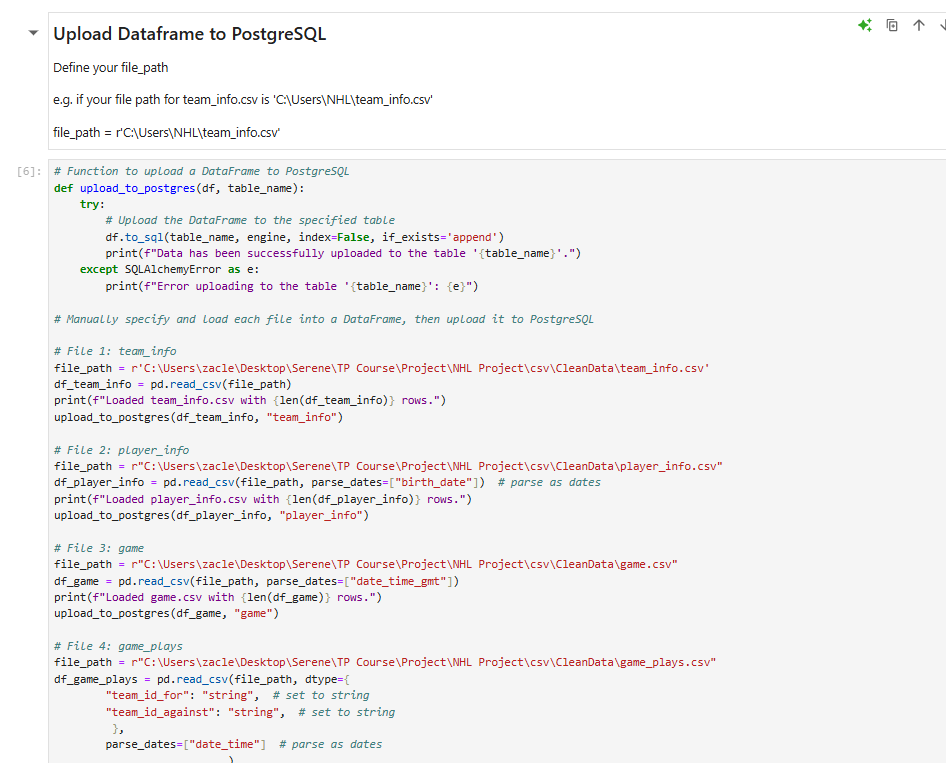 Upload Dataframe to PostgreSQL
Define your file_path
e.g. if your file path for team_info.csv is 'C:\Users\NHL\team_info.csv'
file_path = r'C:\Users\NHL\team_info.csv'
[6]:
# Function to upload a DataFrame to PostgreSQL
def upload_to_postgres(df, table_name):
    try:
        # Upload the DataFrame to the specified table
        df.to_sql(table_name, engine, index=False, if_exists='append')
        print(f"Data has been successfully uploaded to the table '{table_name}'.")
    except SQLAlchemyError as e:
        print(f"Error uploading to the table '{table_name}': {e}")
# Manually specify and load each file into a DataFrame, then upload it to PostgreSQL
# File 1: team_info
file_path = r'C:\Users\zacle\Desktop\Serene\TP Course\Project\NHL Project\csv\CleanData\team_info.csv'
df_team_info = pd.read_csv(file_path)
print(f"Loaded team_info.csv with {len(df_team_info)} rows.")
upload_to_postgres(df_team_info, "team_info")
# File 2: player_info
file_path = r"C:\Users\zacle\Desktop\Serene\TP Course\Project\NHL Project\csv\CleanData\player_info.csv"
df_player_info = pd.read_csv(file_path, parse_dates=["birth_date"])  # parse as dates
print(f"Loaded player_info.csv with {len(df_player_info)} rows.")
upload_to_postgres(df_player_info, "player_info")
# File 3: game
file_path = r"C:\Users\zacle\Desktop\Serene\TP Course\Project\NHL Project\csv\CleanData\game.csv"
df_game = pd.read_csv(file_path, parse_dates=["date_time_gmt"])
print(f"Loaded game.csv with {len(df_game)} rows.")
upload_to_postgres(df_game, "game")
# File 4: game_plays
file_path = r"C:\Users\zacle\Desktop\Serene\TP Course\Project\NHL Project\csv\CleanData\game_plays.csv"
df_game_plays = pd.read_csv(file_path, dtype={
        "team_id_for": "string",  # set to string
        "team_id_against": "string",  # set to string
         },
        parse_dates=["date_time"]  # parse as dates
                           )